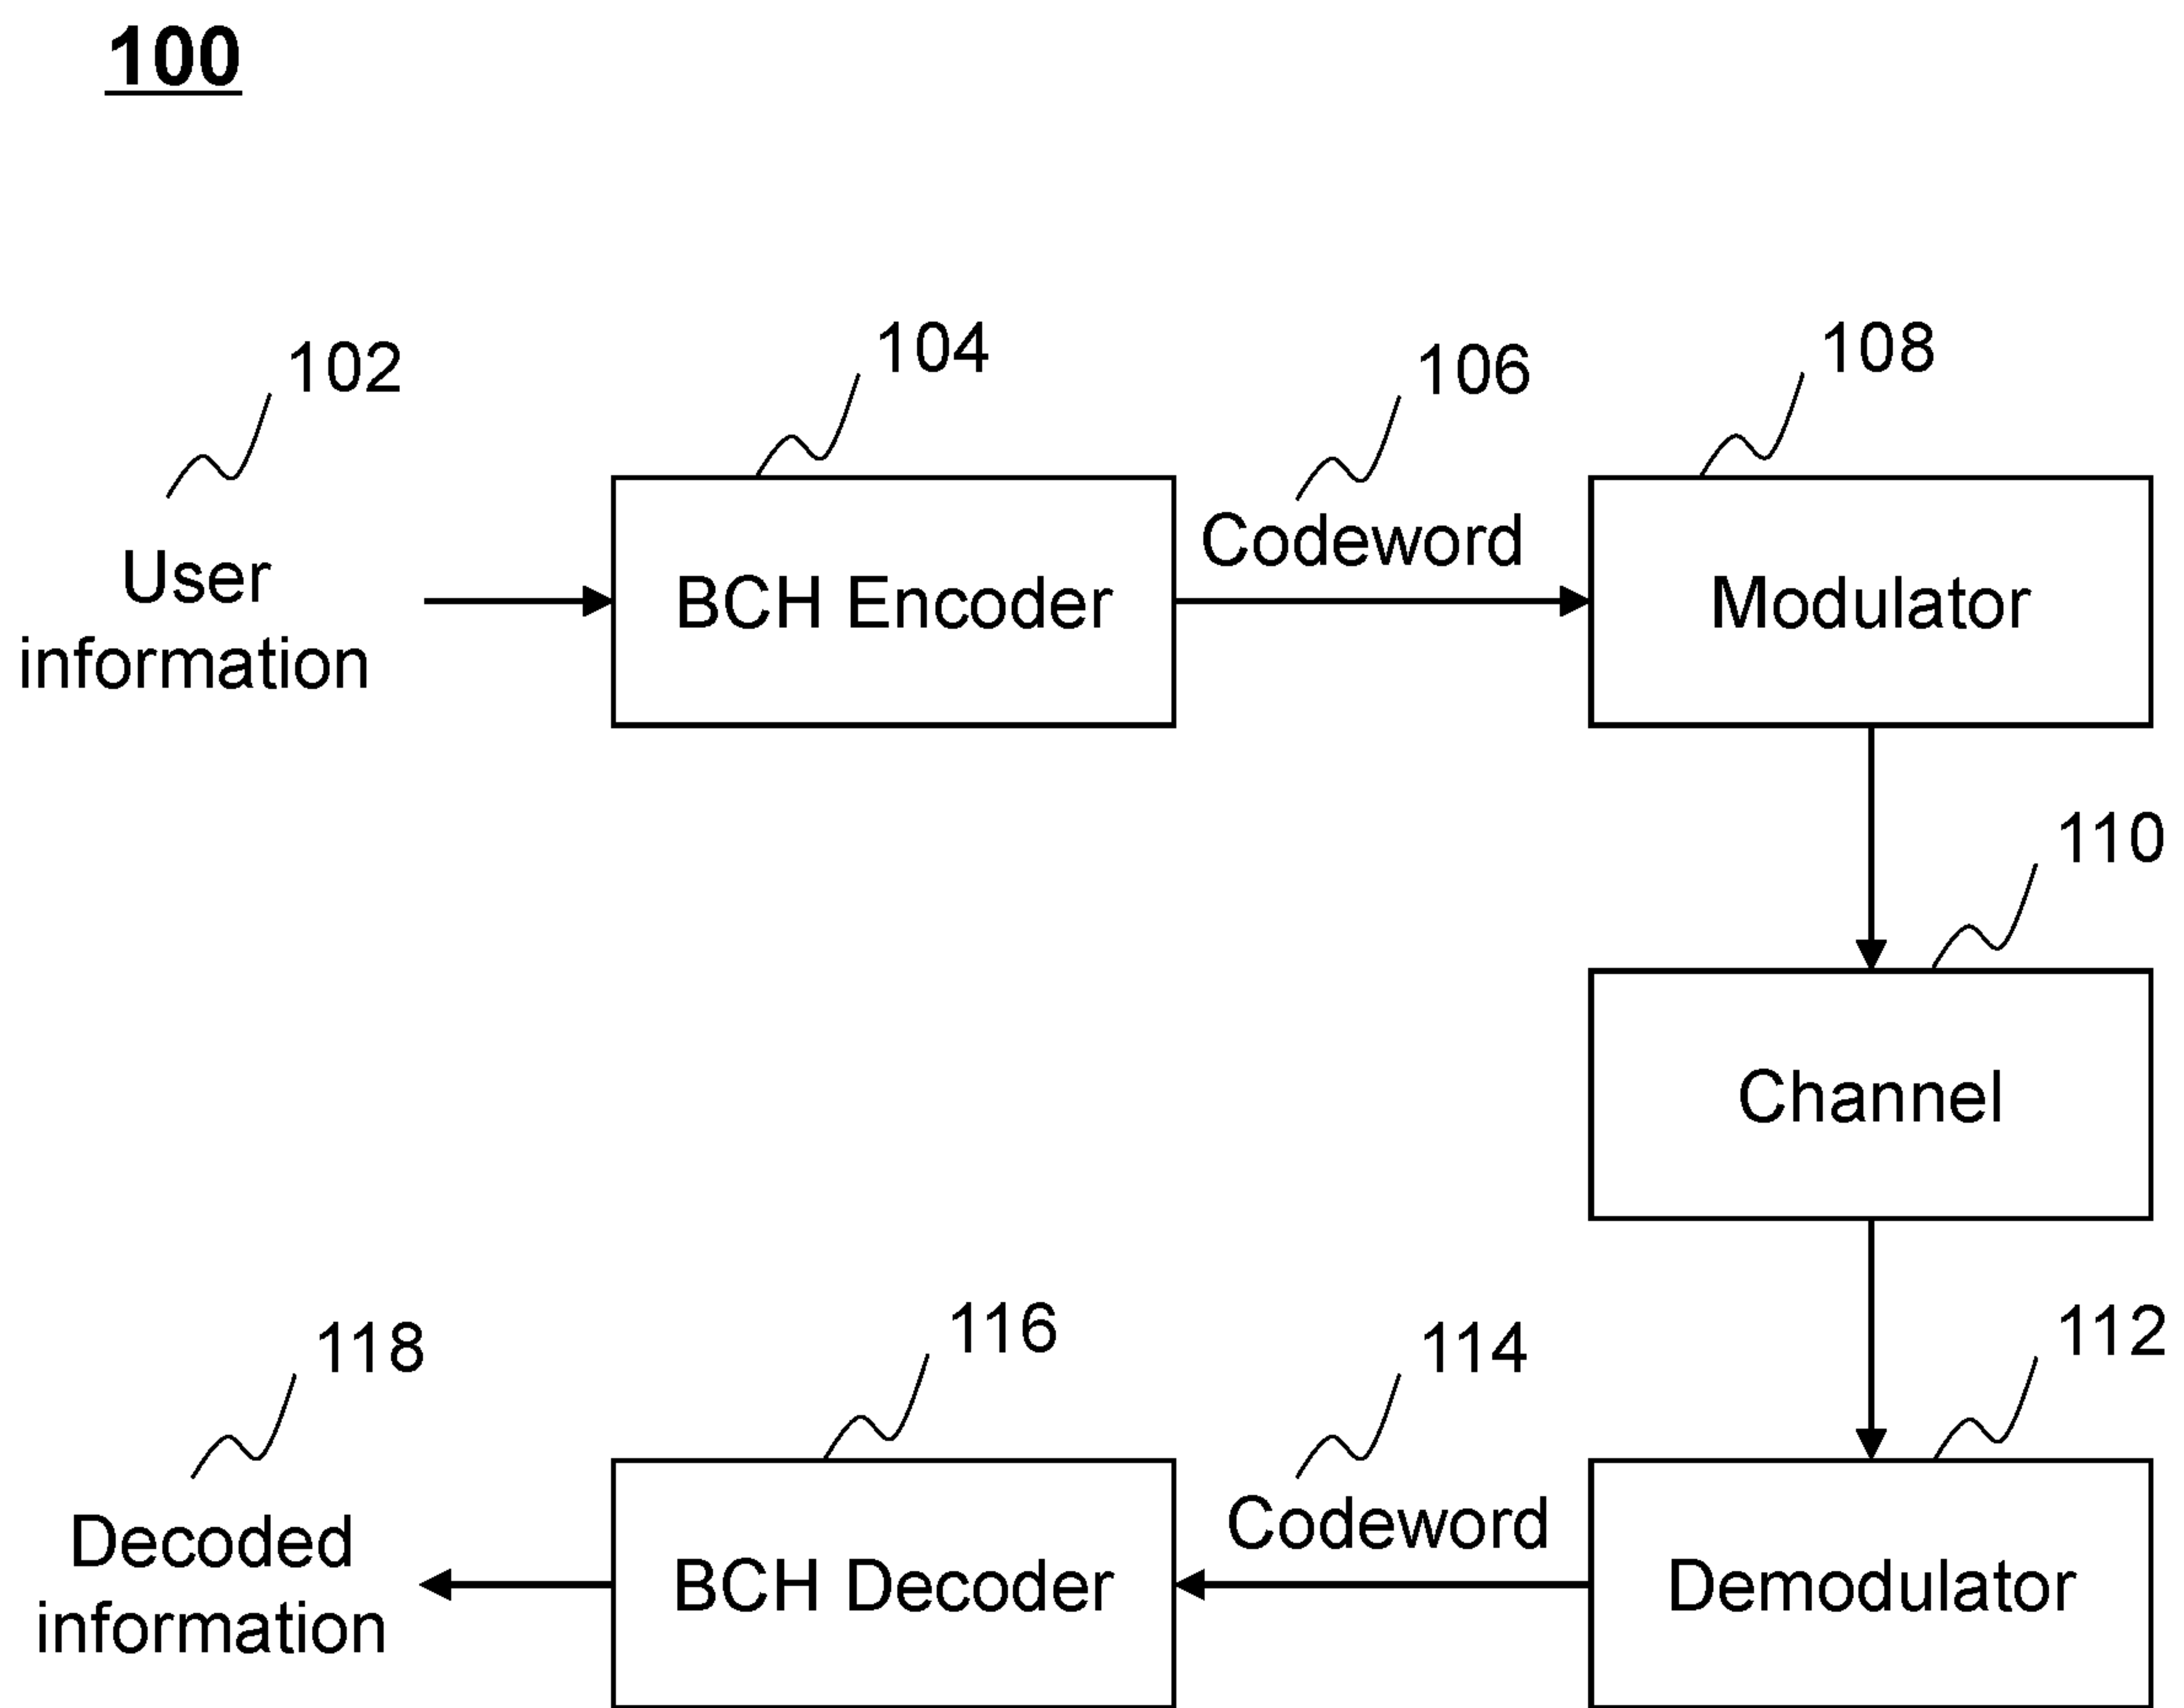 100
102
104
106
108
User
information
BCH Encoder
Codeword
Modulator
110
Channel
112
114
116
118
Demodulator
Codeword
BCH Decoder
Decoded
information